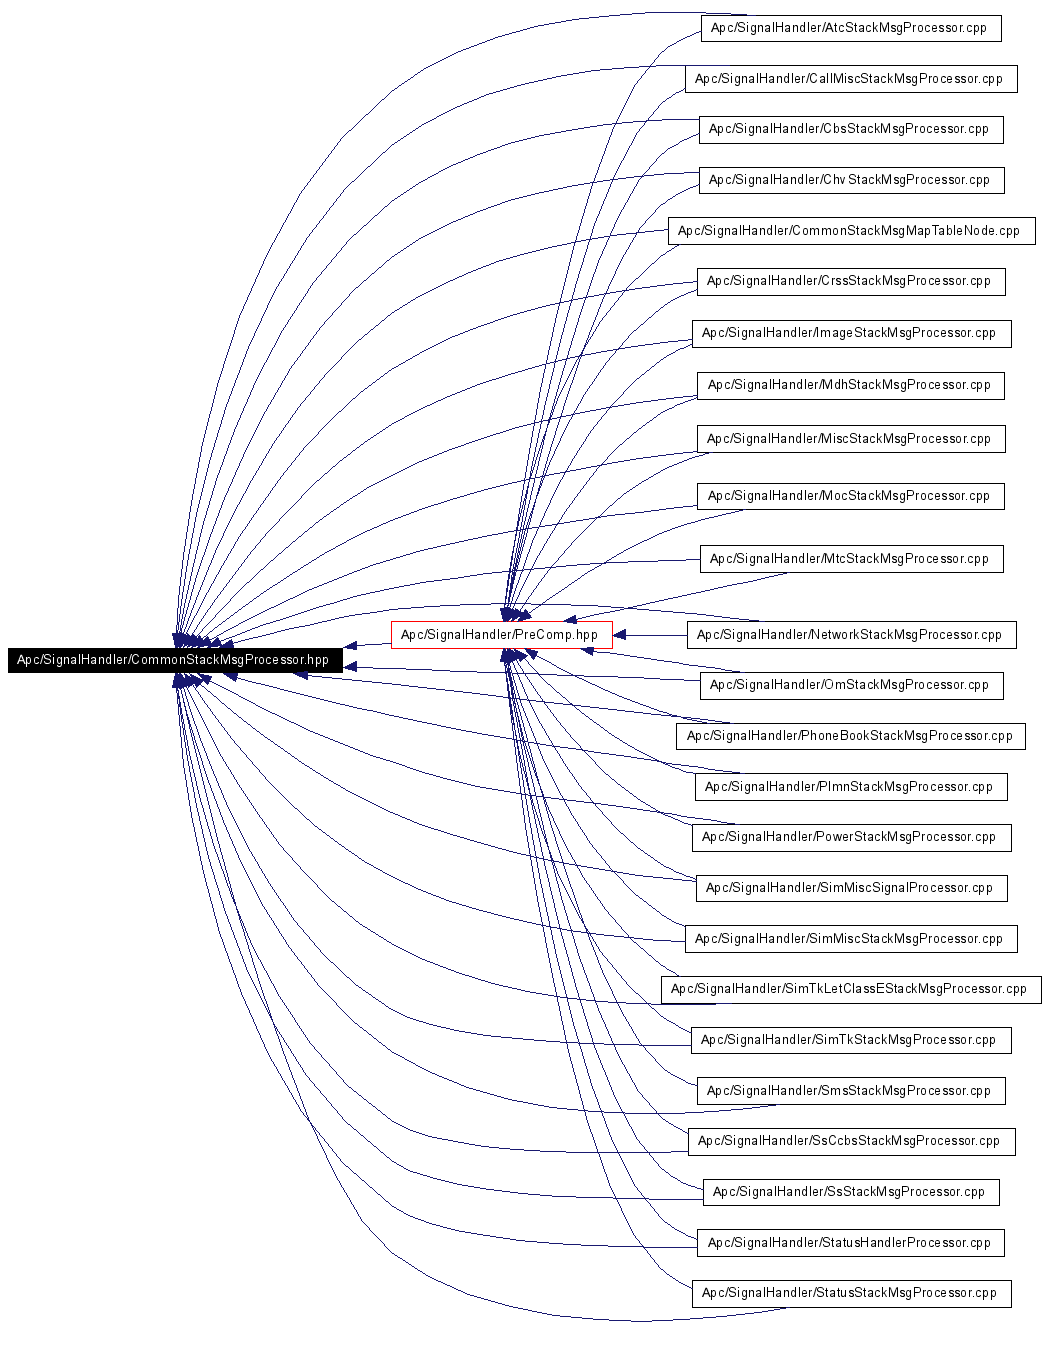 Apc/SignalHandler/AtcStackMsgProcessor.cpp
Apc/SignalHandler/CallMiscStackMsgProcessor.cpp
Apc/SignalHandler/CbsStackMsgProcessor.cpp
Apc/SignalHandler/ChvStackMsgProcessor.cpp
Apc/SignalHandler/CommonStackMsgMapTableNode.cpp
Apc/SignalHandler/CrssStackMsgProcessor.cpp
Apc/SignalHandler/ImageStackMsgProcessor.cpp
Apc/SignalHandler/MdhStackMsgProcessor.cpp
Apc/SignalHandler/MiscStackMsgProcessor.cpp
Apc/SignalHandler/MocStackMsgProcessor.cpp
Apc/SignalHandler/MtcStackMsgProcessor.cpp
Apc/SignalHandler/PreComp.hpp
Apc/SignalHandler/NetworkStackMsgProcessor.cpp
Apc/SignalHandler/CommonStackMsgProcessor.hpp
Apc/SignalHandler/OmStackMsgProcessor.cpp
Apc/SignalHandler/PhoneBookStackMsgProcessor.cpp
Apc/SignalHandler/PlmnStackMsgProcessor.cpp
Apc/SignalHandler/PowerStackMsgProcessor.cpp
Apc/SignalHandler/SimMiscSignalProcessor.cpp
Apc/SignalHandler/SimMiscStackMsgProcessor.cpp
Apc/SignalHandler/SimTkLetClassEStackMsgProcessor.cpp
Apc/SignalHandler/SimTkStackMsgProcessor.cpp
Apc/SignalHandler/SmsStackMsgProcessor.cpp
Apc/SignalHandler/SsCcbsStackMsgProcessor.cpp
Apc/SignalHandler/SsStackMsgProcessor.cpp
Apc/SignalHandler/StatusHandlerProcessor.cpp
Apc/SignalHandler/StatusStackMsgProcessor.cpp